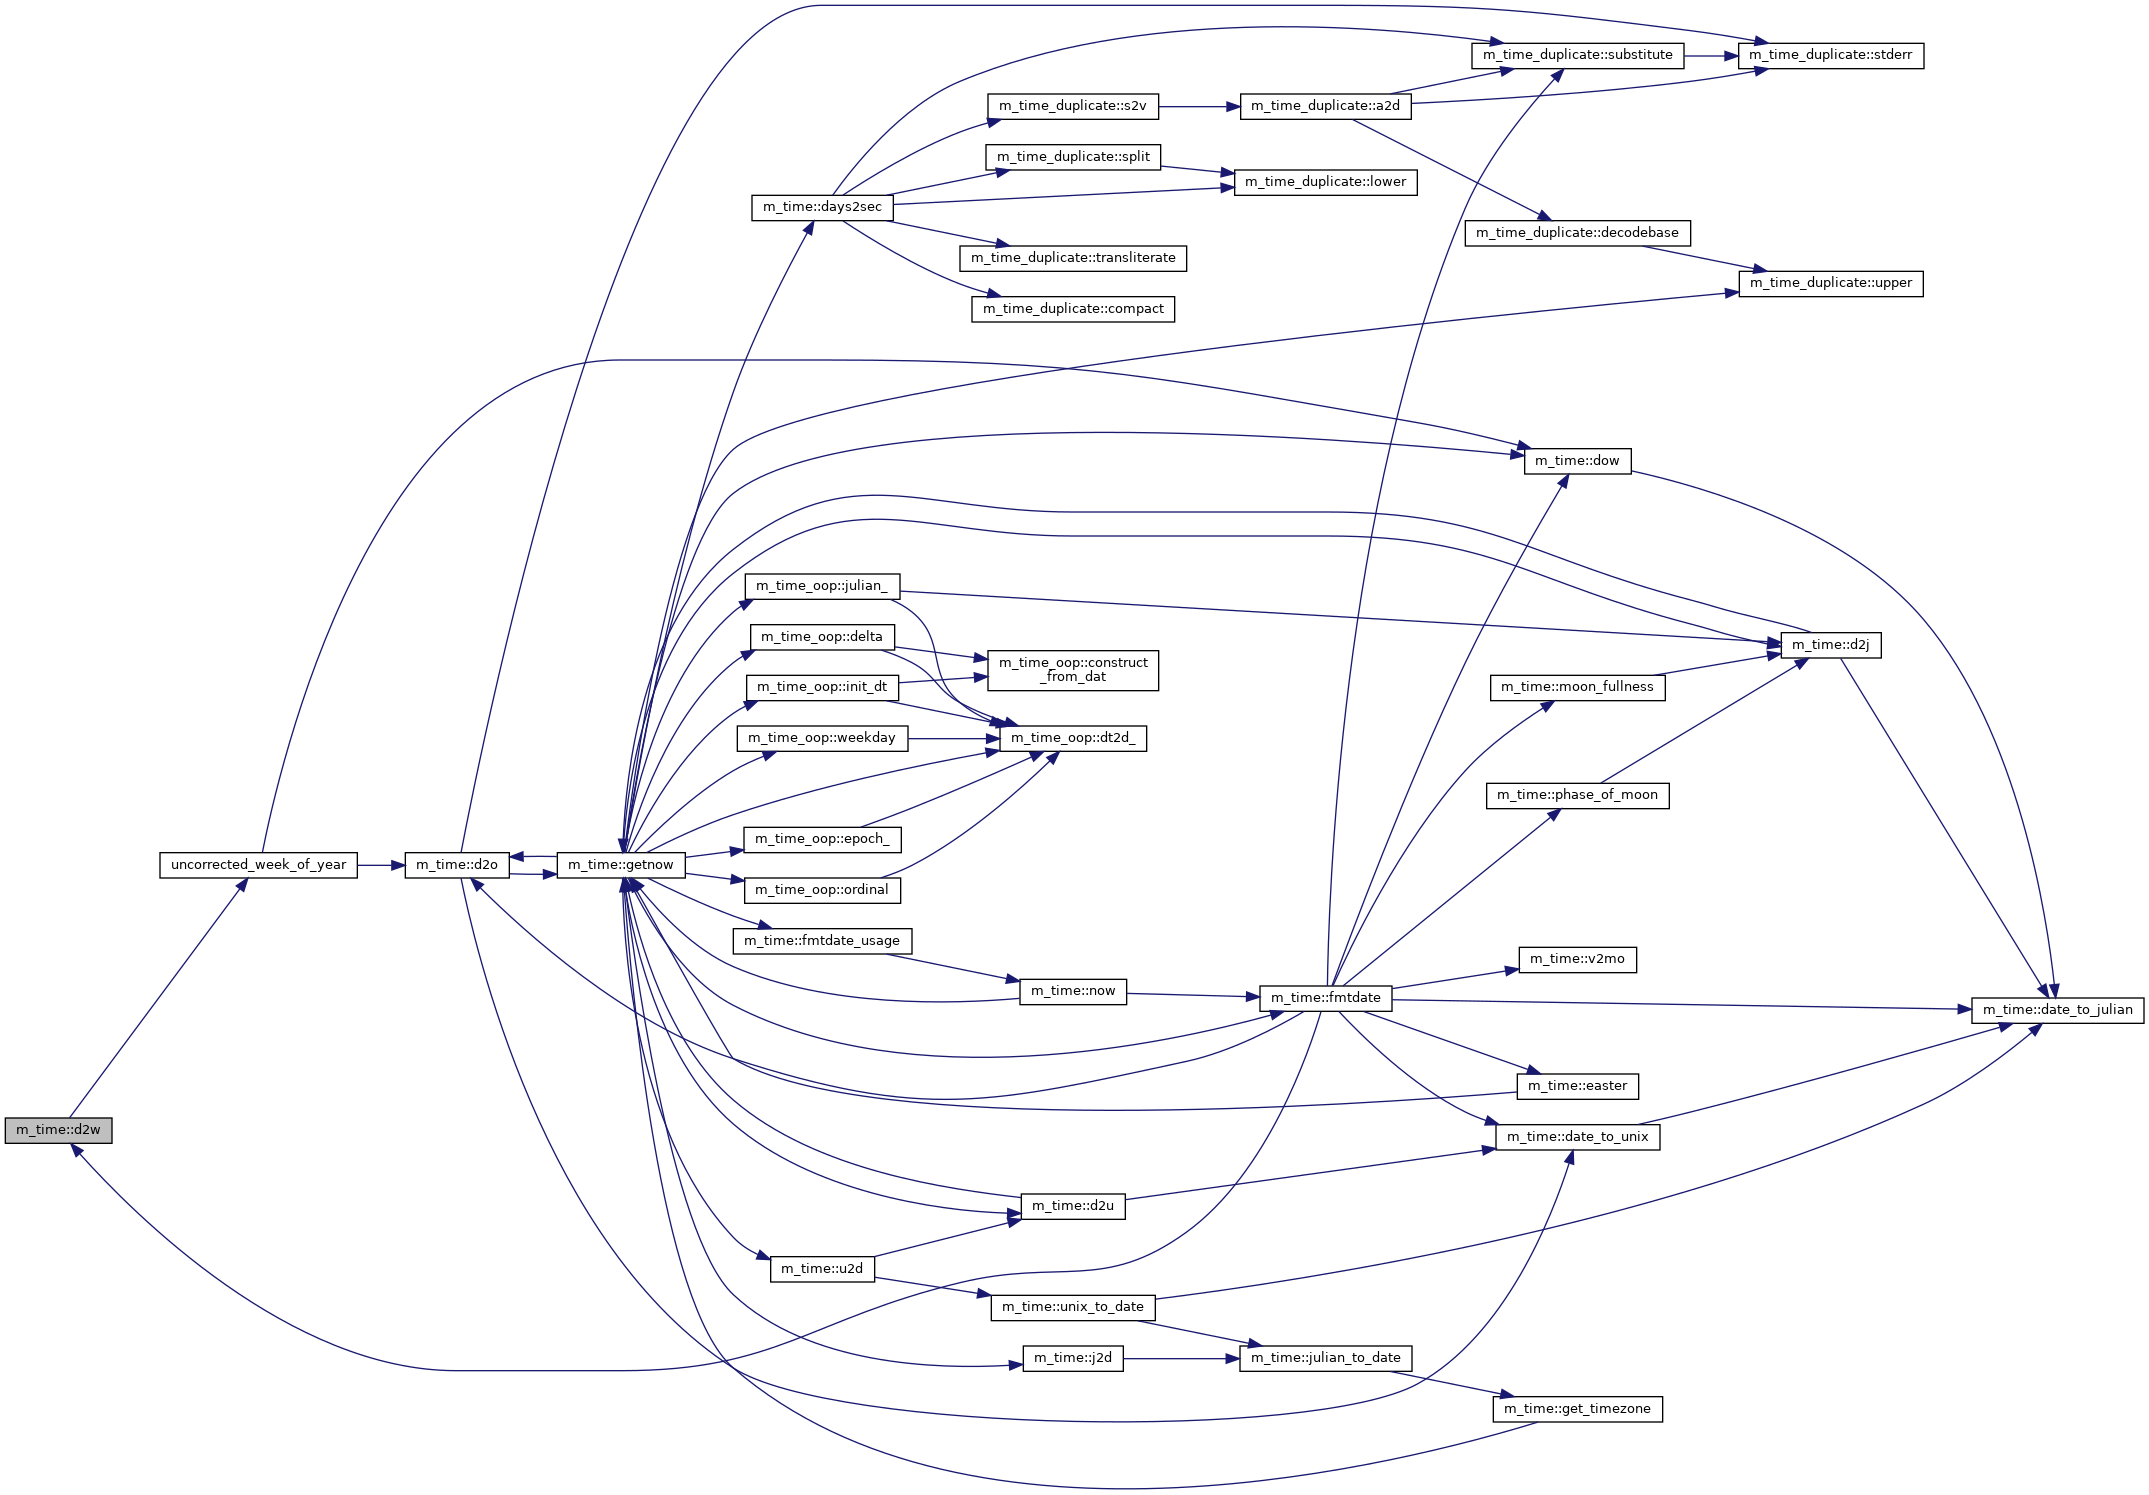 m_time_duplicate::substitute
m_time_duplicate::stderr
m_time_duplicate::s2v
m_time_duplicate::a2d
m_time_duplicate::split
m_time_duplicate::lower
m_time::days2sec
m_time_duplicate::decodebase
m_time_duplicate::transliterate
m_time_duplicate::upper
m_time_duplicate::compact
m_time::dow
m_time_oop::julian_
m_time_oop::delta
m_time::d2j
m_time_oop::construct
_from_dat
m_time_oop::init_dt
m_time::moon_fullness
m_time_oop::weekday
m_time_oop::dt2d_
m_time::phase_of_moon
m_time_oop::epoch_
uncorrected_week_of_year
m_time::d2o
m_time::getnow
m_time_oop::ordinal
m_time::fmtdate_usage
m_time::v2mo
m_time::now
m_time::fmtdate
m_time::date_to_julian
m_time::easter
m_time::d2w
m_time::date_to_unix
m_time::d2u
m_time::u2d
m_time::unix_to_date
m_time::j2d
m_time::julian_to_date
m_time::get_timezone